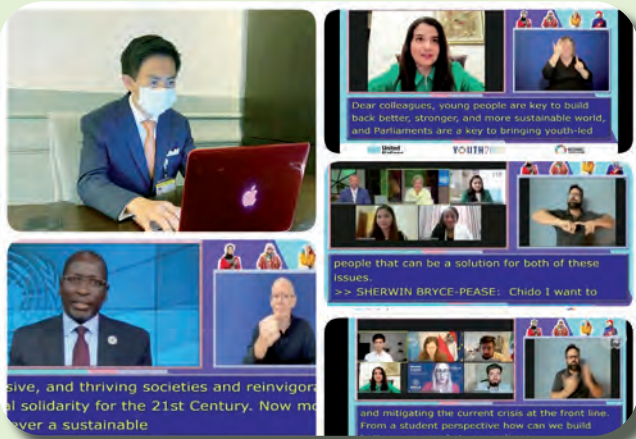 Dear colleagues, young people are key to build
back better, stronger, and more sustainable world,
and Parliaments are a key to bringing youth-led
United
YOUTH
people that can be a solution for both of these
issues.
>> SHERWIN BRYCE-PEASE: Chido I want to
sive, and thriving societies and reinvigora
al solidarity for the 21st Century. Now mo
ever a sustainable
and mitigating the current crisis at the front line.
From a student perspective how can we build